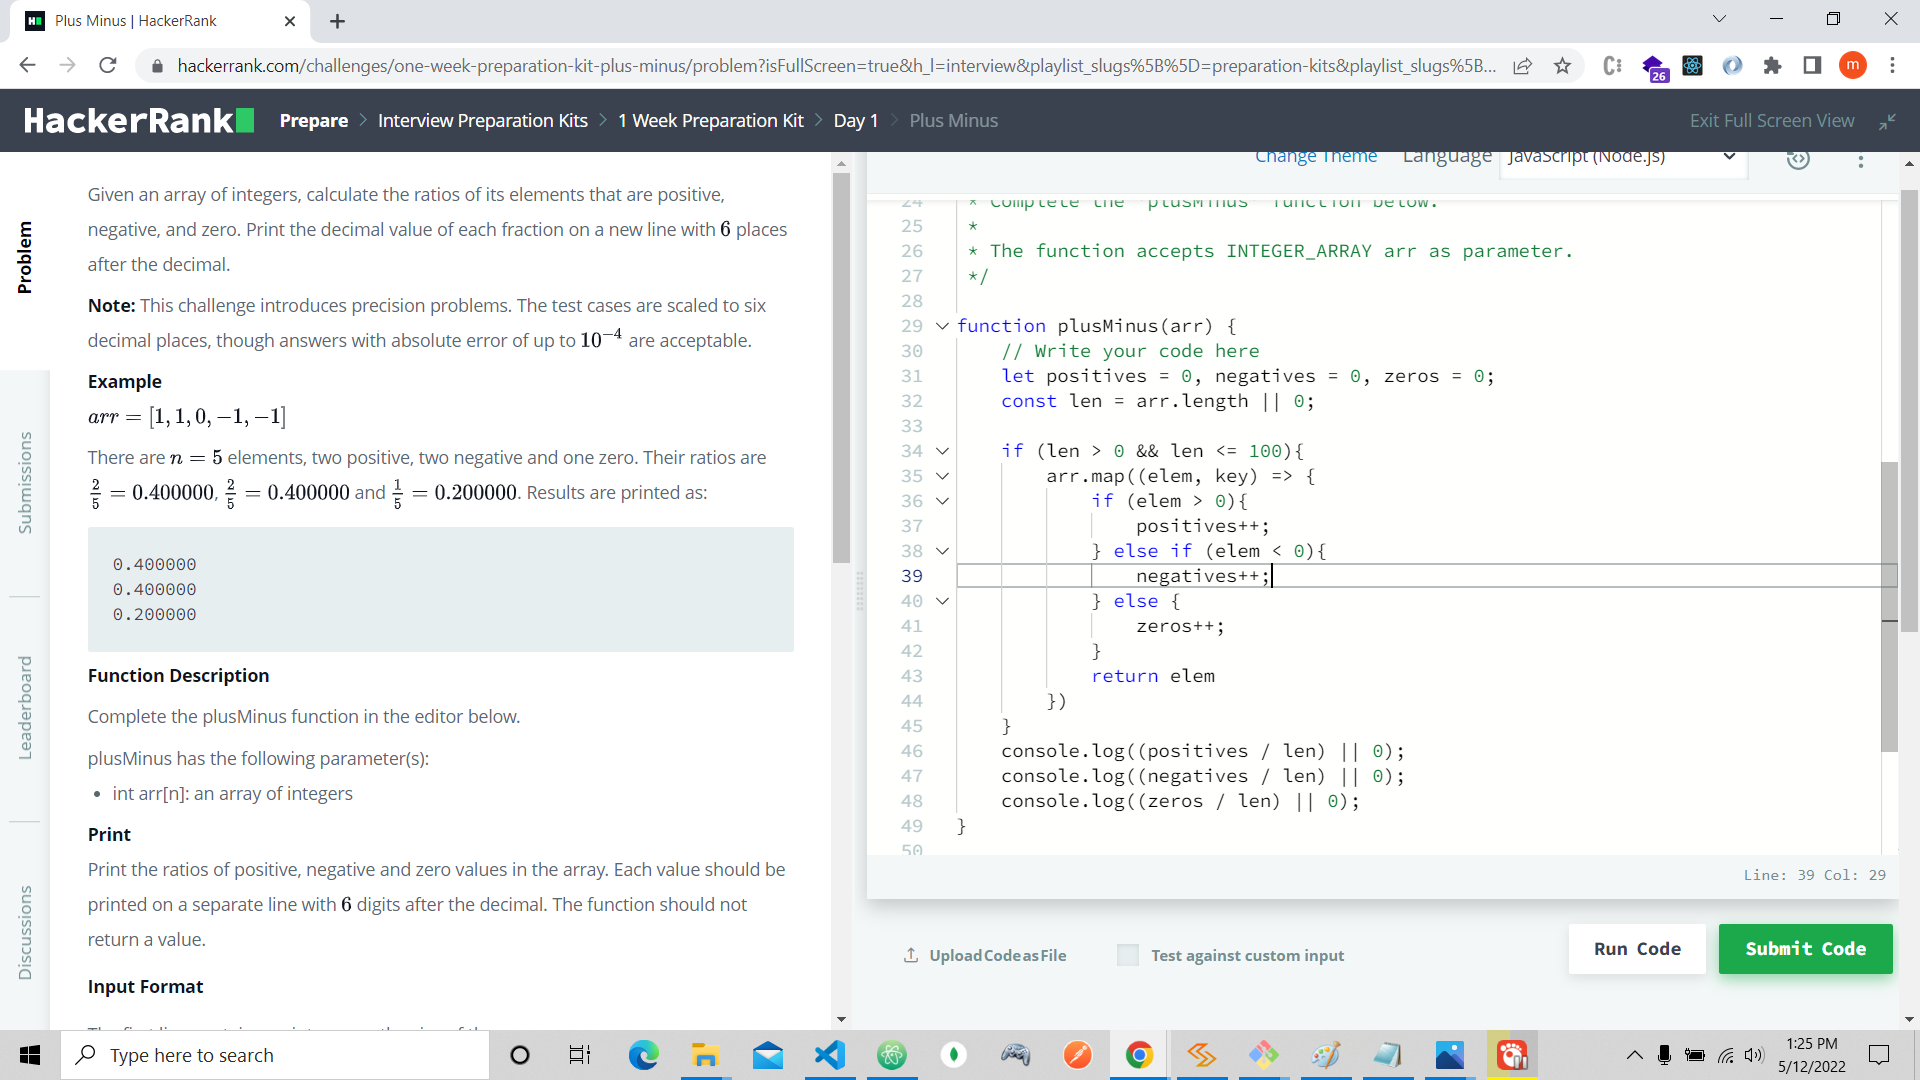 Plus Minus | HackerRank
hackerrank.com/challenges/one-week-preparation-kit-plus-minus/problem?isFullScreen=true&h_l=interview&playlist_slugs%5B%5D=preparation-kits&playlist_slugs%5B...
26
m
HackerRank
Prepare > Interview Preparation Kits > 1 Week Preparation Kit > Day 1 > Plus Minus
Exit Full Screen View
Problem
Submissions
Leaderboard
Discussions
Given an array of integers, calculate the ratios of its elements that are positive,
negative, and zero. Print the decimal value of each fraction on a new line with 6 places
after the decimal.
Note: This challenge introduces precision problems. The test cases are scaled to six
decimal places, though answers with absolute error of up to 10⁻⁴ are acceptable.
Example
arr = [1, 1, 0, −1, −1]
There are n = 5 elements, two positive, two negative and one zero. Their ratios are
2/5 = 0.400000, 2/5 = 0.400000 and 1/5 = 0.200000. Results are printed as:
0.400000
0.400000
0.200000
Function Description
Complete the plusMinus function in the editor below.
plusMinus has the following parameter(s):
• int arr[n]: an array of integers
Print
Print the ratios of positive, negative and zero values in the array. Each value should be
printed on a separate line with 6 digits after the decimal. The function should not
return a value.
Input Format
Change Theme Language JavaScript (Node.js)
24 * Complete the 'plusMinus' function below.
25 *
26 * The function accepts INTEGER_ARRAY arr as parameter.
27 */
28
29 function plusMinus(arr) {
30 // Write your code here
31 let positives = 0, negatives = 0, zeros = 0;
32 const len = arr.length || 0;
33
34 if (len > 0 && len <= 100){
35 arr.map((elem, key) => {
36 if (elem > 0){
37 positives++;
38 } else if (elem < 0){
39 negatives++;
40 } else {
41 zeros++;
42 }
43 return elem
44 })
45 }
46 console.log((positives / len) || 0);
47 console.log((negatives / len) || 0);
48 console.log((zeros / len) || 0);
49 }
50
Line: 39 Col: 29
Upload Code as File
Test against custom input
Run Code
Submit Code
Type here to search
1:25 PM
5/12/2022